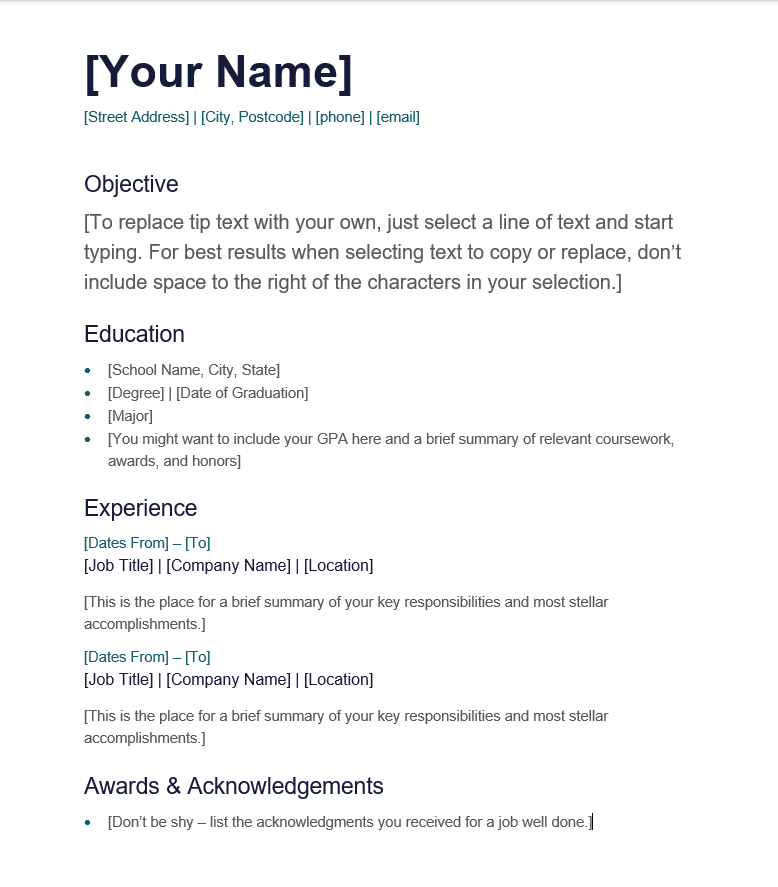 [Your Name]
[Street Address] | [City, Postcode] | [phone] | [email]
Objective
[To replace tip text with your own, just select a line of text and start
typing. For best results when selecting text to copy or replace, don’t
include space to the right of the characters in your selection.]
Education
• [School Name, City, State]
• [Degree] | [Date of Graduation]
• [Major]
• [You might want to include your GPA here and a brief summary of relevant coursework,
awards, and honors]
Experience
[Dates From] – [To]
[Job Title] | [Company Name] | [Location]
[This is the place for a brief summary of your key responsibilities and most stellar
accomplishments.]
[Dates From] – [To]
[Job Title] | [Company Name] | [Location]
[This is the place for a brief summary of your key responsibilities and most stellar
accomplishments.]
Awards & Acknowledgements
• [Don’t be shy – list the acknowledgments you received for a job well done.]